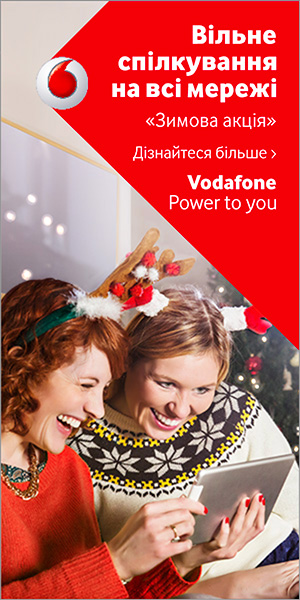 Вільне
спілкування
на всі мережі
«Зимова акція»
Дізнайтеся більше ›
Vodafone
Power to you